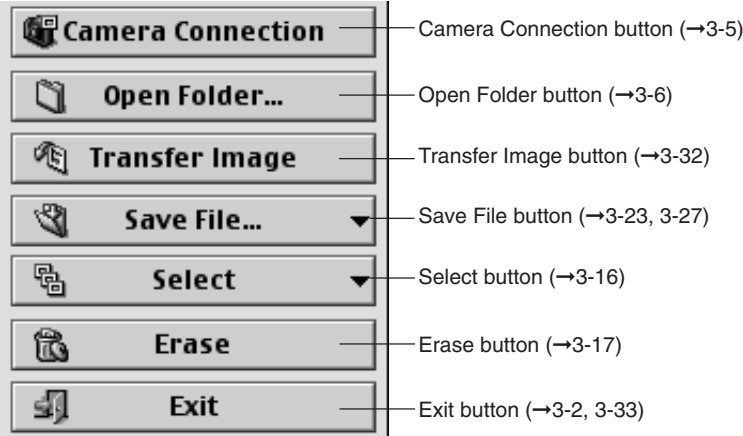 Camera Connection Camera Connection button (→3-5)
Open Folder... Open Folder button (→3-6)
Transfer Image Transfer Image button (→3-32)
Save File... Save File button (→3-23, 3-27)
Select Select button (→3-16)
Erase Erase button (→3-17)
Exit Exit button (→3-2, 3-33)